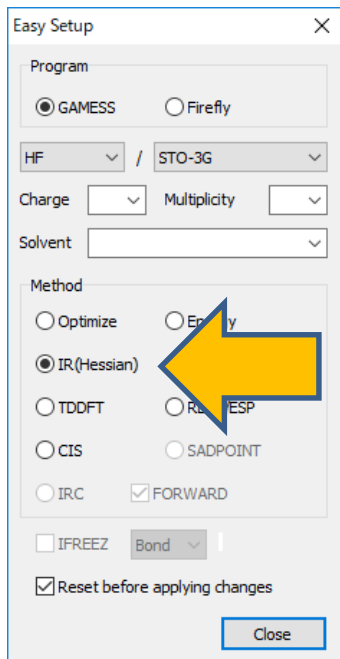 Easy Setup
Program
GAMESS Firefly
HF / STO-3G
Charge Multiplicity
Solvent
Method
Optimize
IR(Hessian)
TDDFT
CIS SADPOINT
IRC FORWARD
IFREEZ Bond
Reset before applying changes
Close